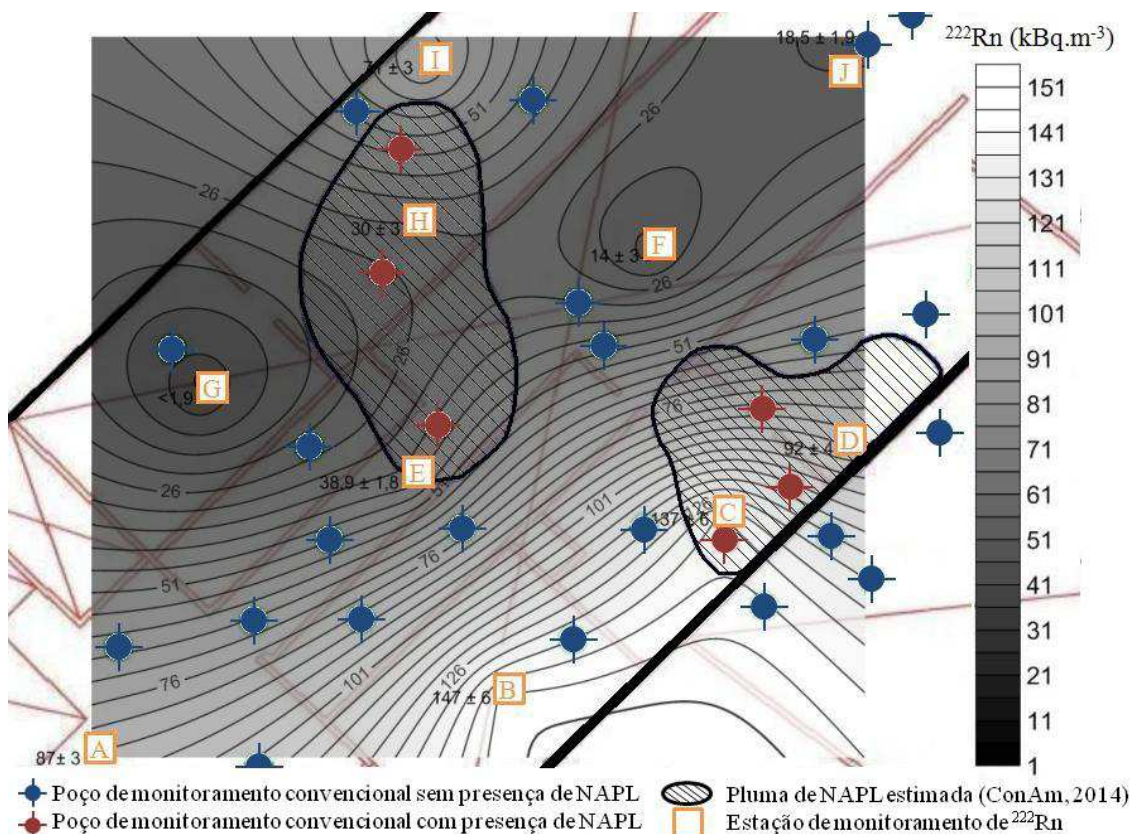 ²²²Rn (kBq.m⁻³)
18,5 ± 1,9
I
71 ± 3
J
51
26
26
H
30 ± 3
F
14 ± 3
26
26
G
<1,9
51
76
D
92 ± 4
E
38,9 ± 1,8
51
26
101
126
C
137 ± 6
76
51
101
76
126
B
147 ± 6
A
87± 3
151
141
131
121
111
101
91
81
71
61
51
41
31
21
11
1
Poço de monitoramento convencional sem presença de NAPL
Pluma de NAPL estimada (ConAm, 2014)
Poço de monitoramento convencional com presença de NAPL
Estação de monitoramento de ²²²Rn